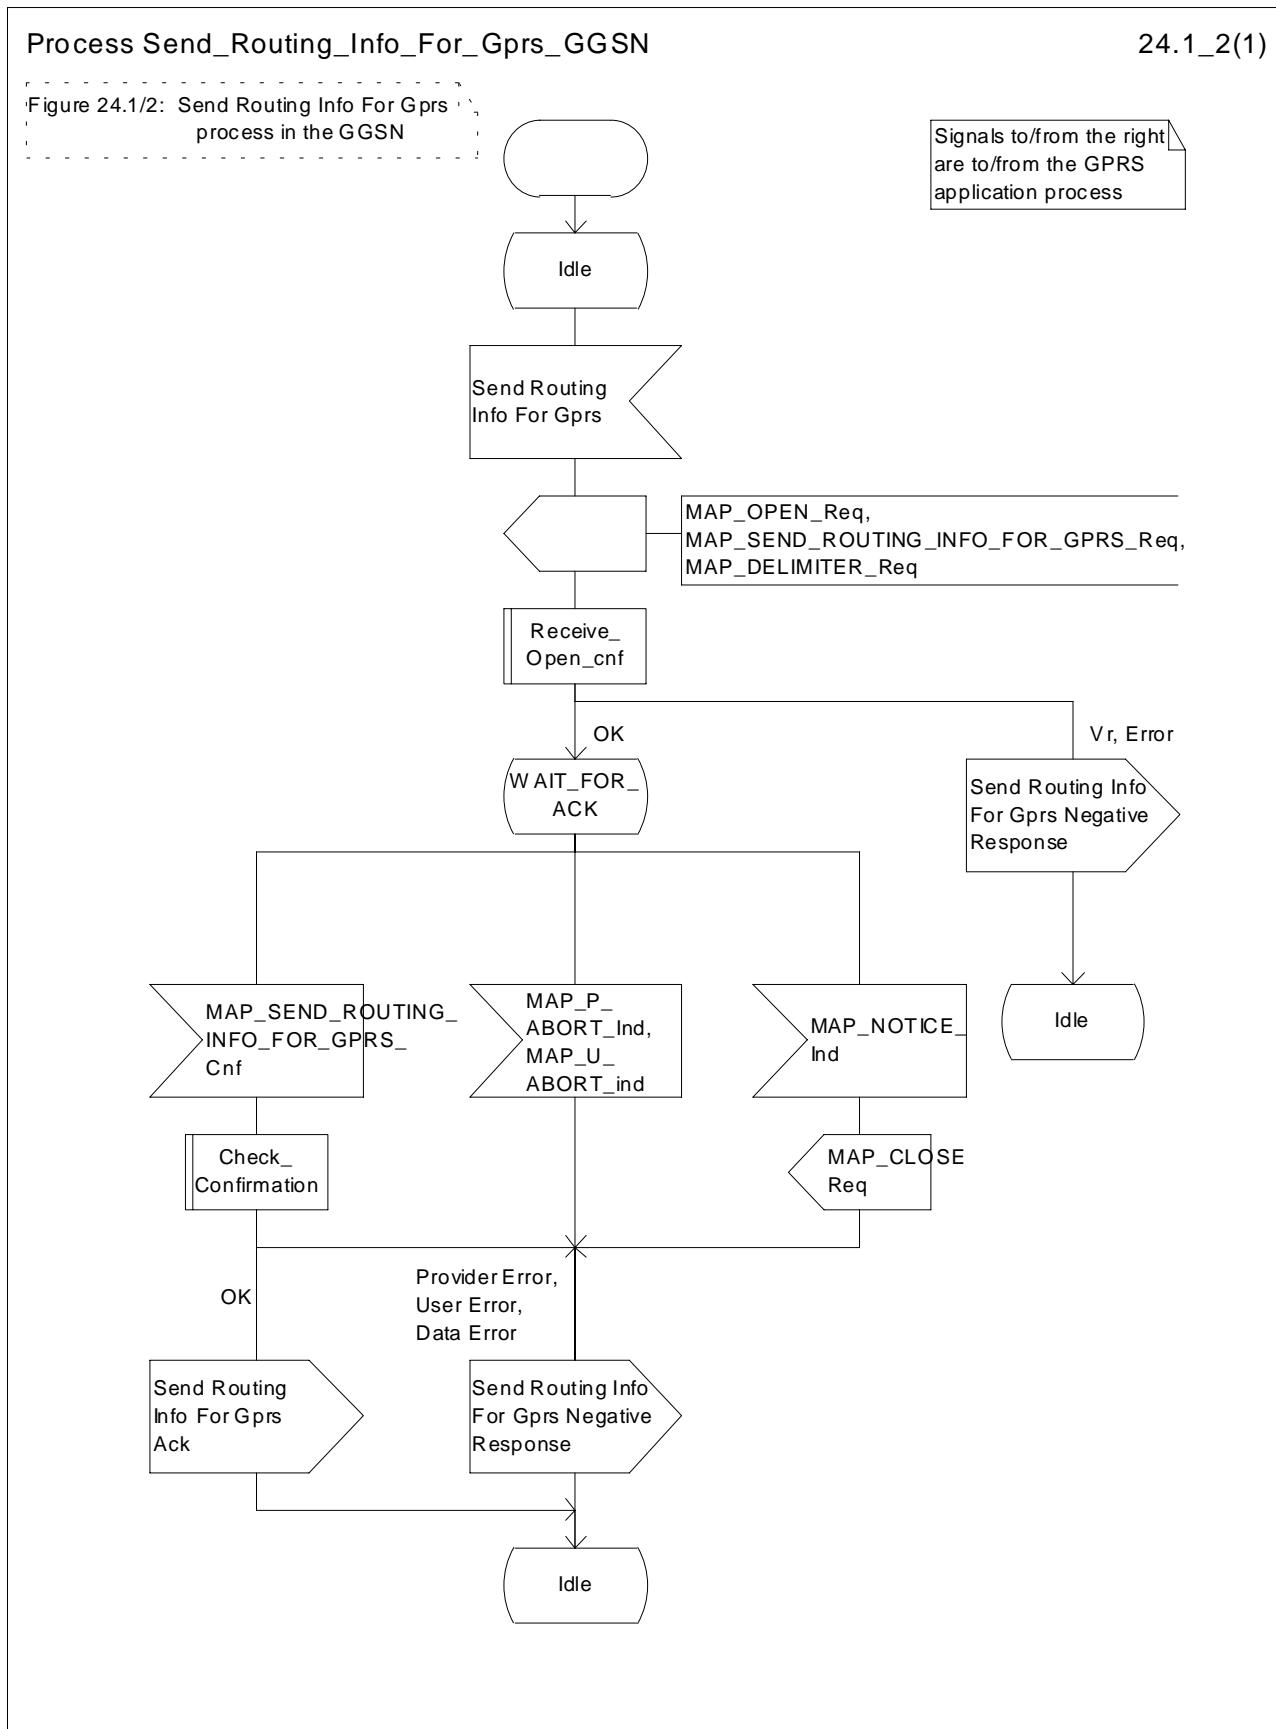 Process Send_Routing_Info_For_Gprs_GGSN
24.1_2(1)
Figure 24.1/2: Send Routing Info For Gprs
process in the GGSN
Signals to/from the right
are to/from the GPRS
application process
Idle
Send Routing
Info For Gprs
MAP_OPEN_Req,
MAP_SEND_ROUTING_INFO_FOR_GPRS_Req,
MAP_DELIMITER_Req
Receive_
Open_cnf
OK
Vr, Error
WAIT_FOR_
ACK
Send Routing Info
For Gprs Negative
Response
MAP_SEND_ROUTING_
INFO_FOR_GPRS_
Cnf
MAP_P_
ABORT_Ind,
MAP_U_
ABORT_ind
MAP_NOTICE_
Ind
Idle
Check_
Confirmation
MAP_CLOSE
Req
OK
Provider Error,
User Error,
Data Error
Send Routing
Info For Gprs
Ack
Send Routing Info
For Gprs Negative
Response
Idle